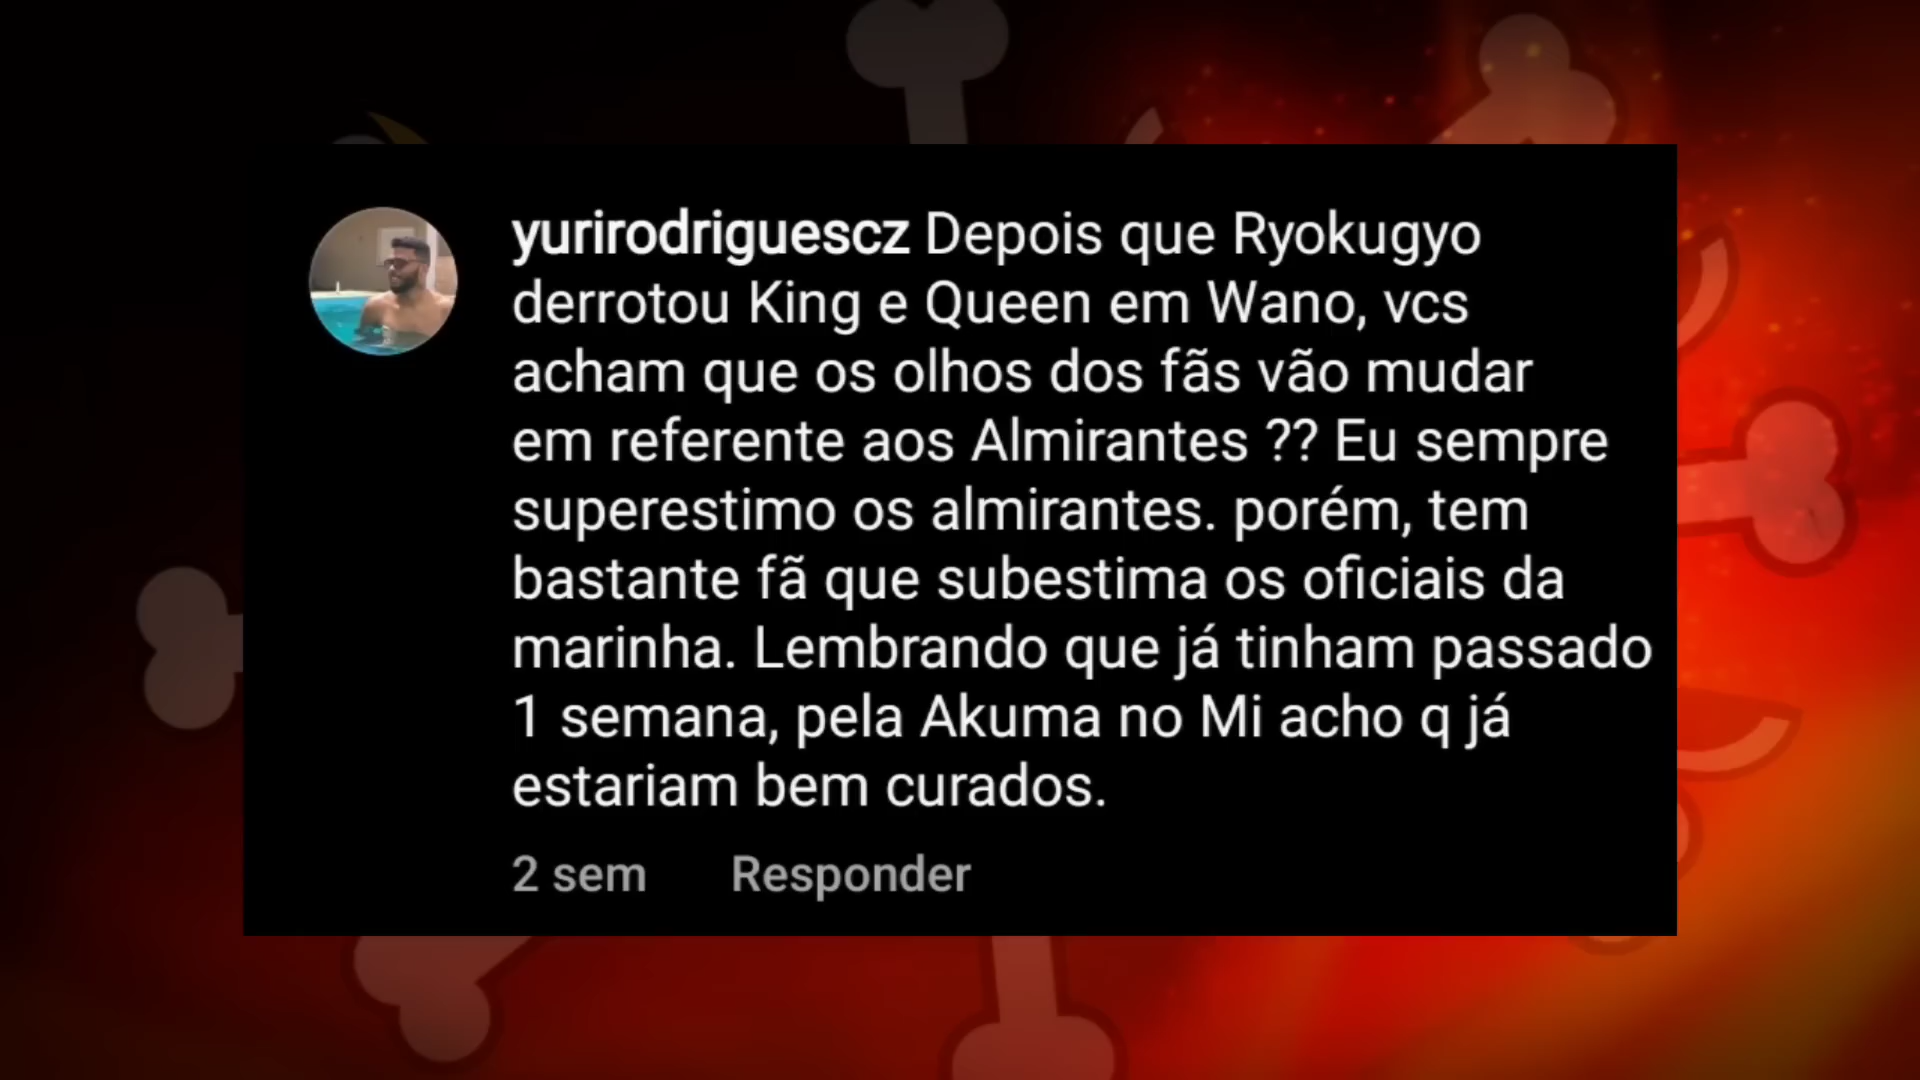 yurirodriguescz Depois que Ryokugyo
derrotou King e Queen em Wano, vcs
acham que os olhos dos fãs vão mudar
em referente aos Almirantes ?? Eu sempre
superestimo os almirantes. porém, tem
bastante fã que subestima os oficiais da
marinha. Lembrando que já tinham passado
1 semana, pela Akuma no Mi acho q já
estariam bem curados.
2 sem Responder